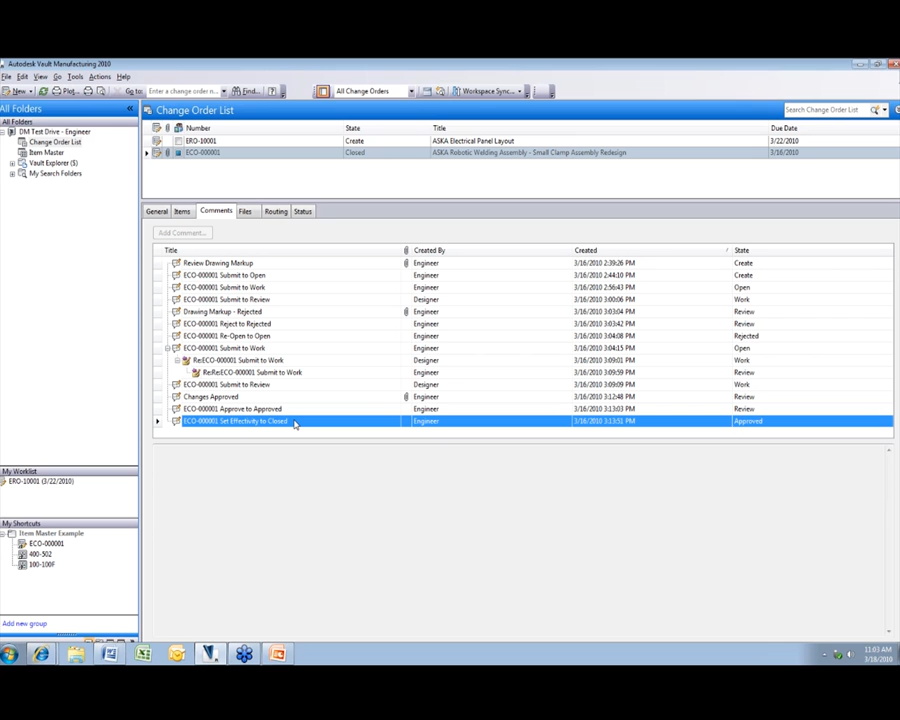 Autodesk Vault Manufacturing 2010
File Edit View Go Tools Actions Help
New Plot... Go to: Enter a change order n... Find... All Change Orders Workspace Sync...
All Folders
Change Order List
Search Change Order List
All Folders
DM Test Drive - Engineer
Change Order List
Item Master
Vault Explorer ($)
My Search Folders
Number State Title Due Date
ERO-10001 Create ASKA Electrical Panel Layout 3/22/2010
ECO-000001 Closed ASKA Robotic Welding Assembly - Small Clamp Assembly Redesign 3/16/2010
General Items Comments Files Routing Status
Add Comment...
Title Created By Created State
Review Drawing Markup Engineer 3/16/2010 2:39:26 PM Create
ECO-000001 Submit to Open Engineer 3/16/2010 2:44:10 PM Create
ECO-000001 Submit to Work Engineer 3/16/2010 2:56:43 PM Open
ECO-000001 Submit to Review Designer 3/16/2010 3:00:06 PM Work
Drawing Markup - Rejected Engineer 3/16/2010 3:03:04 PM Review
ECO-000001 Reject to Rejected Engineer 3/16/2010 3:03:42 PM Review
ECO-000001 Re-Open to Open Engineer 3/16/2010 3:04:08 PM Rejected
ECO-000001 Submit to Work Engineer 3/16/2010 3:04:15 PM Open
Re:ECO-000001 Submit to Work Designer 3/16/2010 3:09:01 PM Work
Re:Re:ECO-000001 Submit to Work Engineer 3/16/2010 3:09:59 PM Review
ECO-000001 Submit to Review Designer 3/16/2010 3:09:09 PM Work
Changes Approved Engineer 3/16/2010 3:12:48 PM Review
ECO-000001 Approve to Approved Engineer 3/16/2010 3:13:03 PM Review
ECO-000001 Set Effectivity to Closed Engineer 3/16/2010 3:13:51 PM Approved
My Worklist
ERO-10001 (3/22/2010)
My Shortcuts
Item Master Example
ECO-000001
400-502
100-100F
Add new group
11:03 AM
3/18/2010